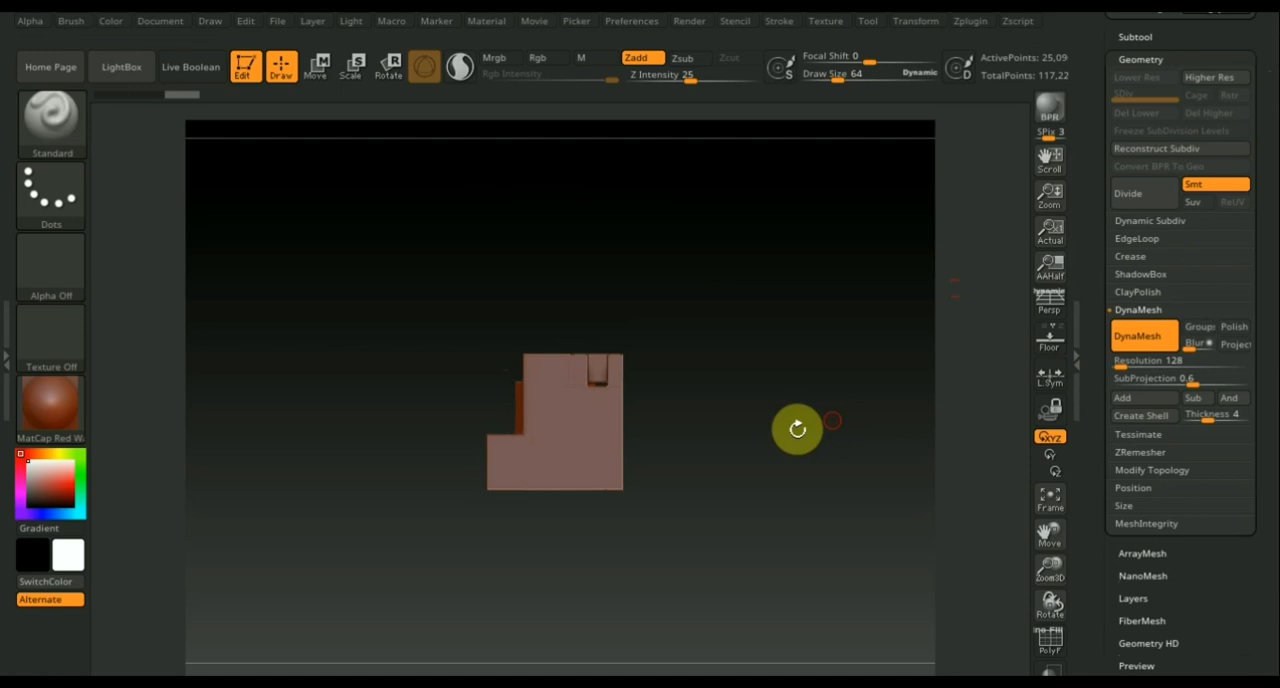 Alpha Brush Color Document Draw Edit File Layer Light Macro Marker Material Movie Picker Preferences Render Stencil Stroke Texture Tool Transform Zplugin Zscript
Home Page
LightBox
Live Boolean
Edit
Draw
Move
Scale
Rotate
Mrgb Rgb M
Rgb Intensity
Zadd Zsub Zcut
Z Intensity 25
S
Focal Shift 0
Draw Size 64 Dynamic
D
ActivePoints: 25,09
TotalPoints: 117,22
Standard
Dots
Alpha Off
Texture Off
MatCap Red W
Gradient
SwitchColor
Alternate
BPR
SPix 3
Scroll
Zoom
Actual
AAHalf
Dynamic
Persp
Floor
L.Sym
XYZ
Frame
Move
Zoom3D
Rotate
PolyF
Subtool
Geometry
Lower Res Higher Res
SDiv Cage Rstr
Del Lower Del Higher
Freeze SubDivision Levels
Reconstruct Subdiv
Convert BPR To Geo
Divide Smt
Suv ReUV
Dynamic Subdiv
EdgeLoop
Crease
ShadowBox
ClayPolish
DynaMesh
DynaMesh Group: Polish
Blur Projec
Resolution 128
SubProjection 0.6
Add Sub And
Create Shell Thickness 4
Tessimate
ZRemesher
Modify Topology
Position
Size
MeshIntegrity
ArrayMesh
NanoMesh
Layers
FiberMesh
Geometry HD
Preview